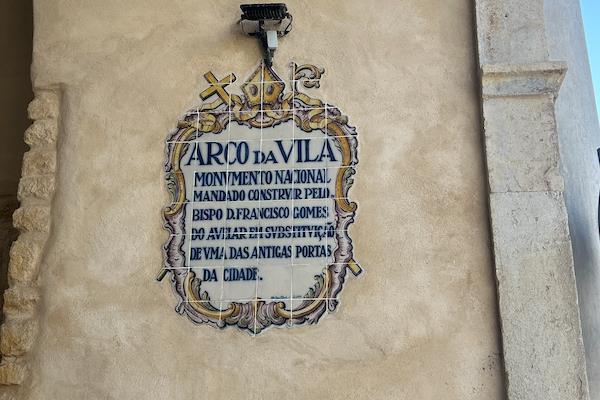 ARCO DA VILA
MONVMENTO NACIONAL
MANDADO CONSTRVIR PELO
BISPO D. FRANCISCO GOMES
DO AVELAR EM SVBSTITVIÇÃO
DE VMA DAS ANTIGAS PORTAS
DA CIDADE.